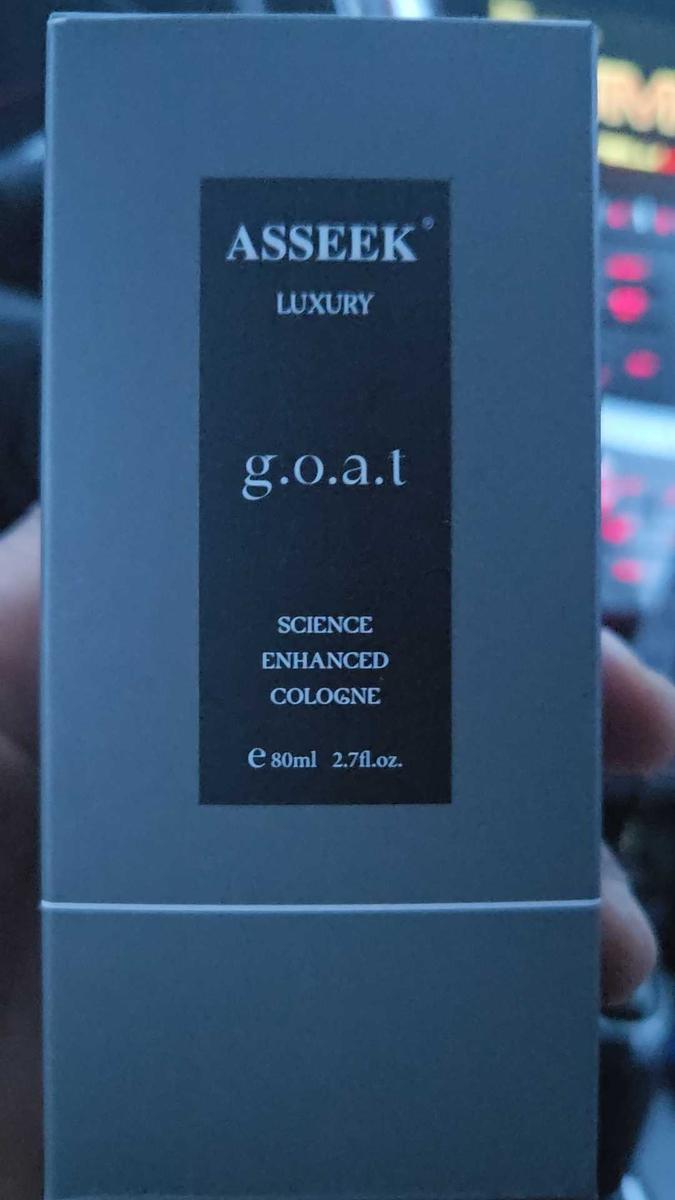 ASSEEK®
LUXURY
g.o.a.t
SCIENCE
ENHANCED
COLOGNE
e 80ml 2.7fl.oz.